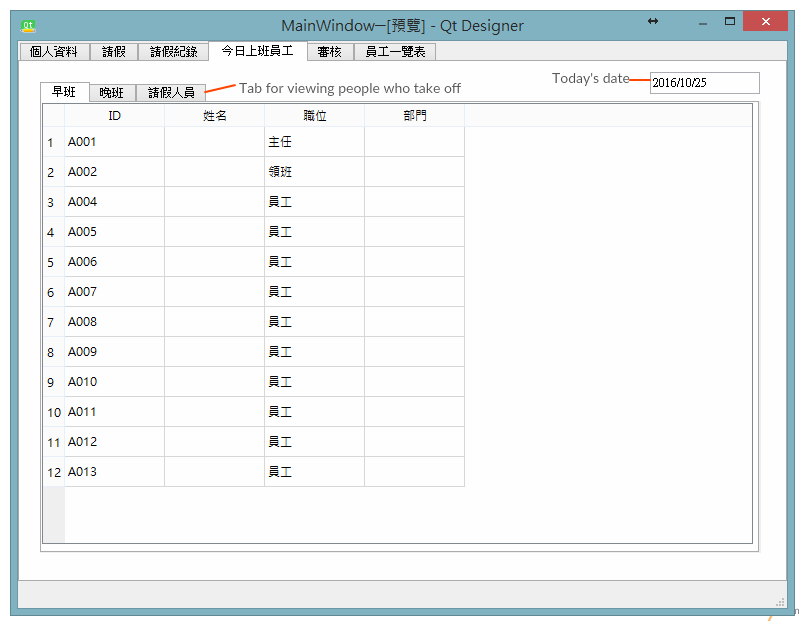 MainWindow─[預覽] - Qt Designer
個人資料 請假 請假紀錄 今日上班員工 審核 員工一覽表
Today's date 2016/10/25
早班 晚班 請假人員 Tab for viewing people who take off
ID 姓名 職位 部門
1 A001 主任
2 A002 領班
3 A004 員工
4 A005 員工
5 A006 員工
6 A007 員工
7 A008 員工
8 A009 員工
9 A010 員工
10 A011 員工
11 A012 員工
12 A013 員工